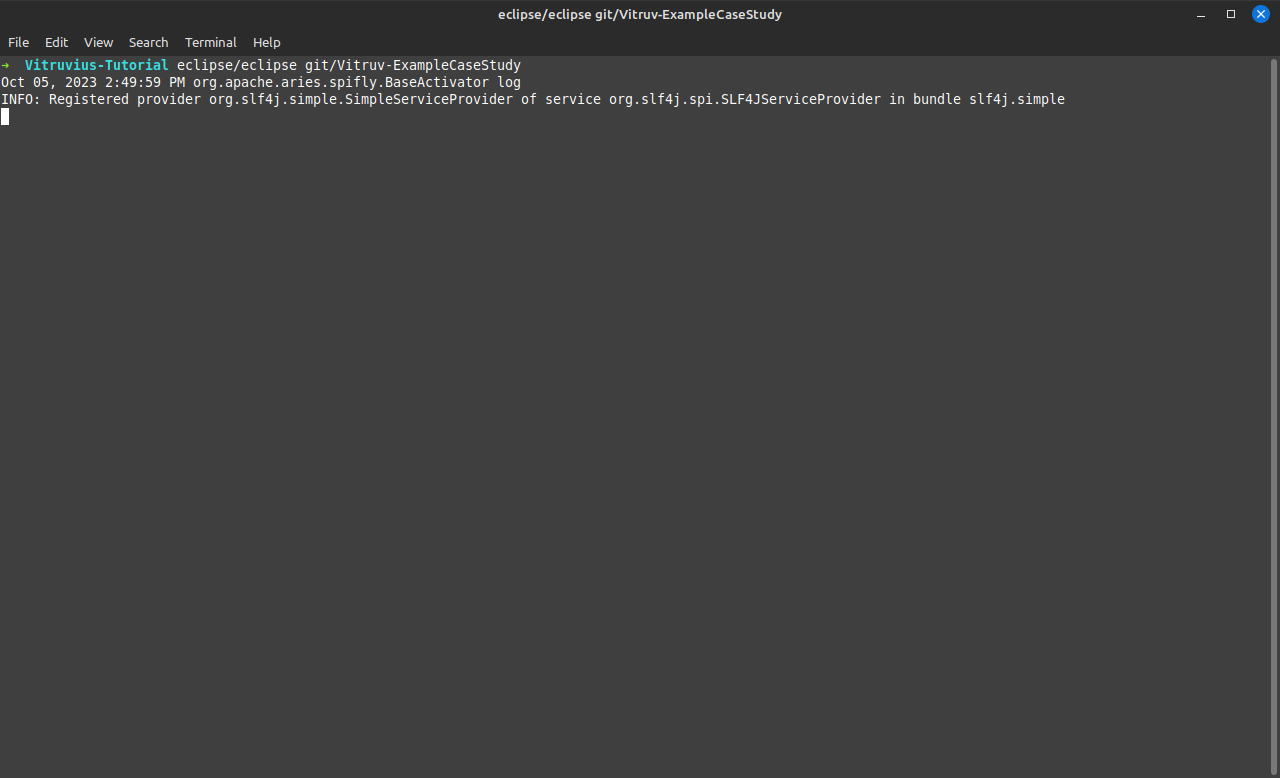 eclipse/eclipse git/Vitruv-ExampleCaseStudy
File Edit View Search Terminal Help
➜  Vitruvius-Tutorial eclipse/eclipse git/Vitruv-ExampleCaseStudy
Oct 05, 2023 2:49:59 PM org.apache.aries.spifly.BaseActivator log
INFO: Registered provider org.slf4j.simple.SimpleServiceProvider of service org.slf4j.spi.SLF4JServiceProvider in bundle slf4j.simple